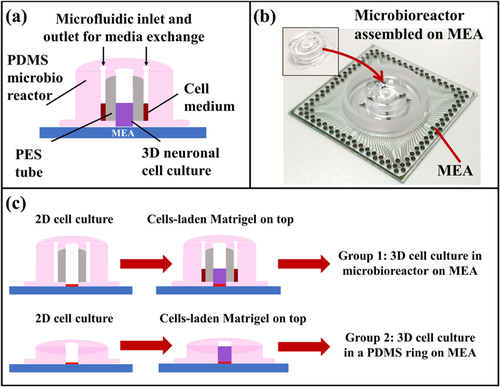 (a)
Microfluidic inlet and
outlet for media exchange
PDMS
microbio
reactor
Cell
medium
MEA
PES
tube
3D neuronal
cell culture
(b)
Microbioreactor
assembled on MEA
MEA
(c)
2D cell culture
Cells-laden Matrigel on top
Group 1: 3D cell culture in
microbioreactor on MEA
2D cell culture
Cells-laden Matrigel on top
Group 2: 3D cell culture
in a PDMS ring on MEA